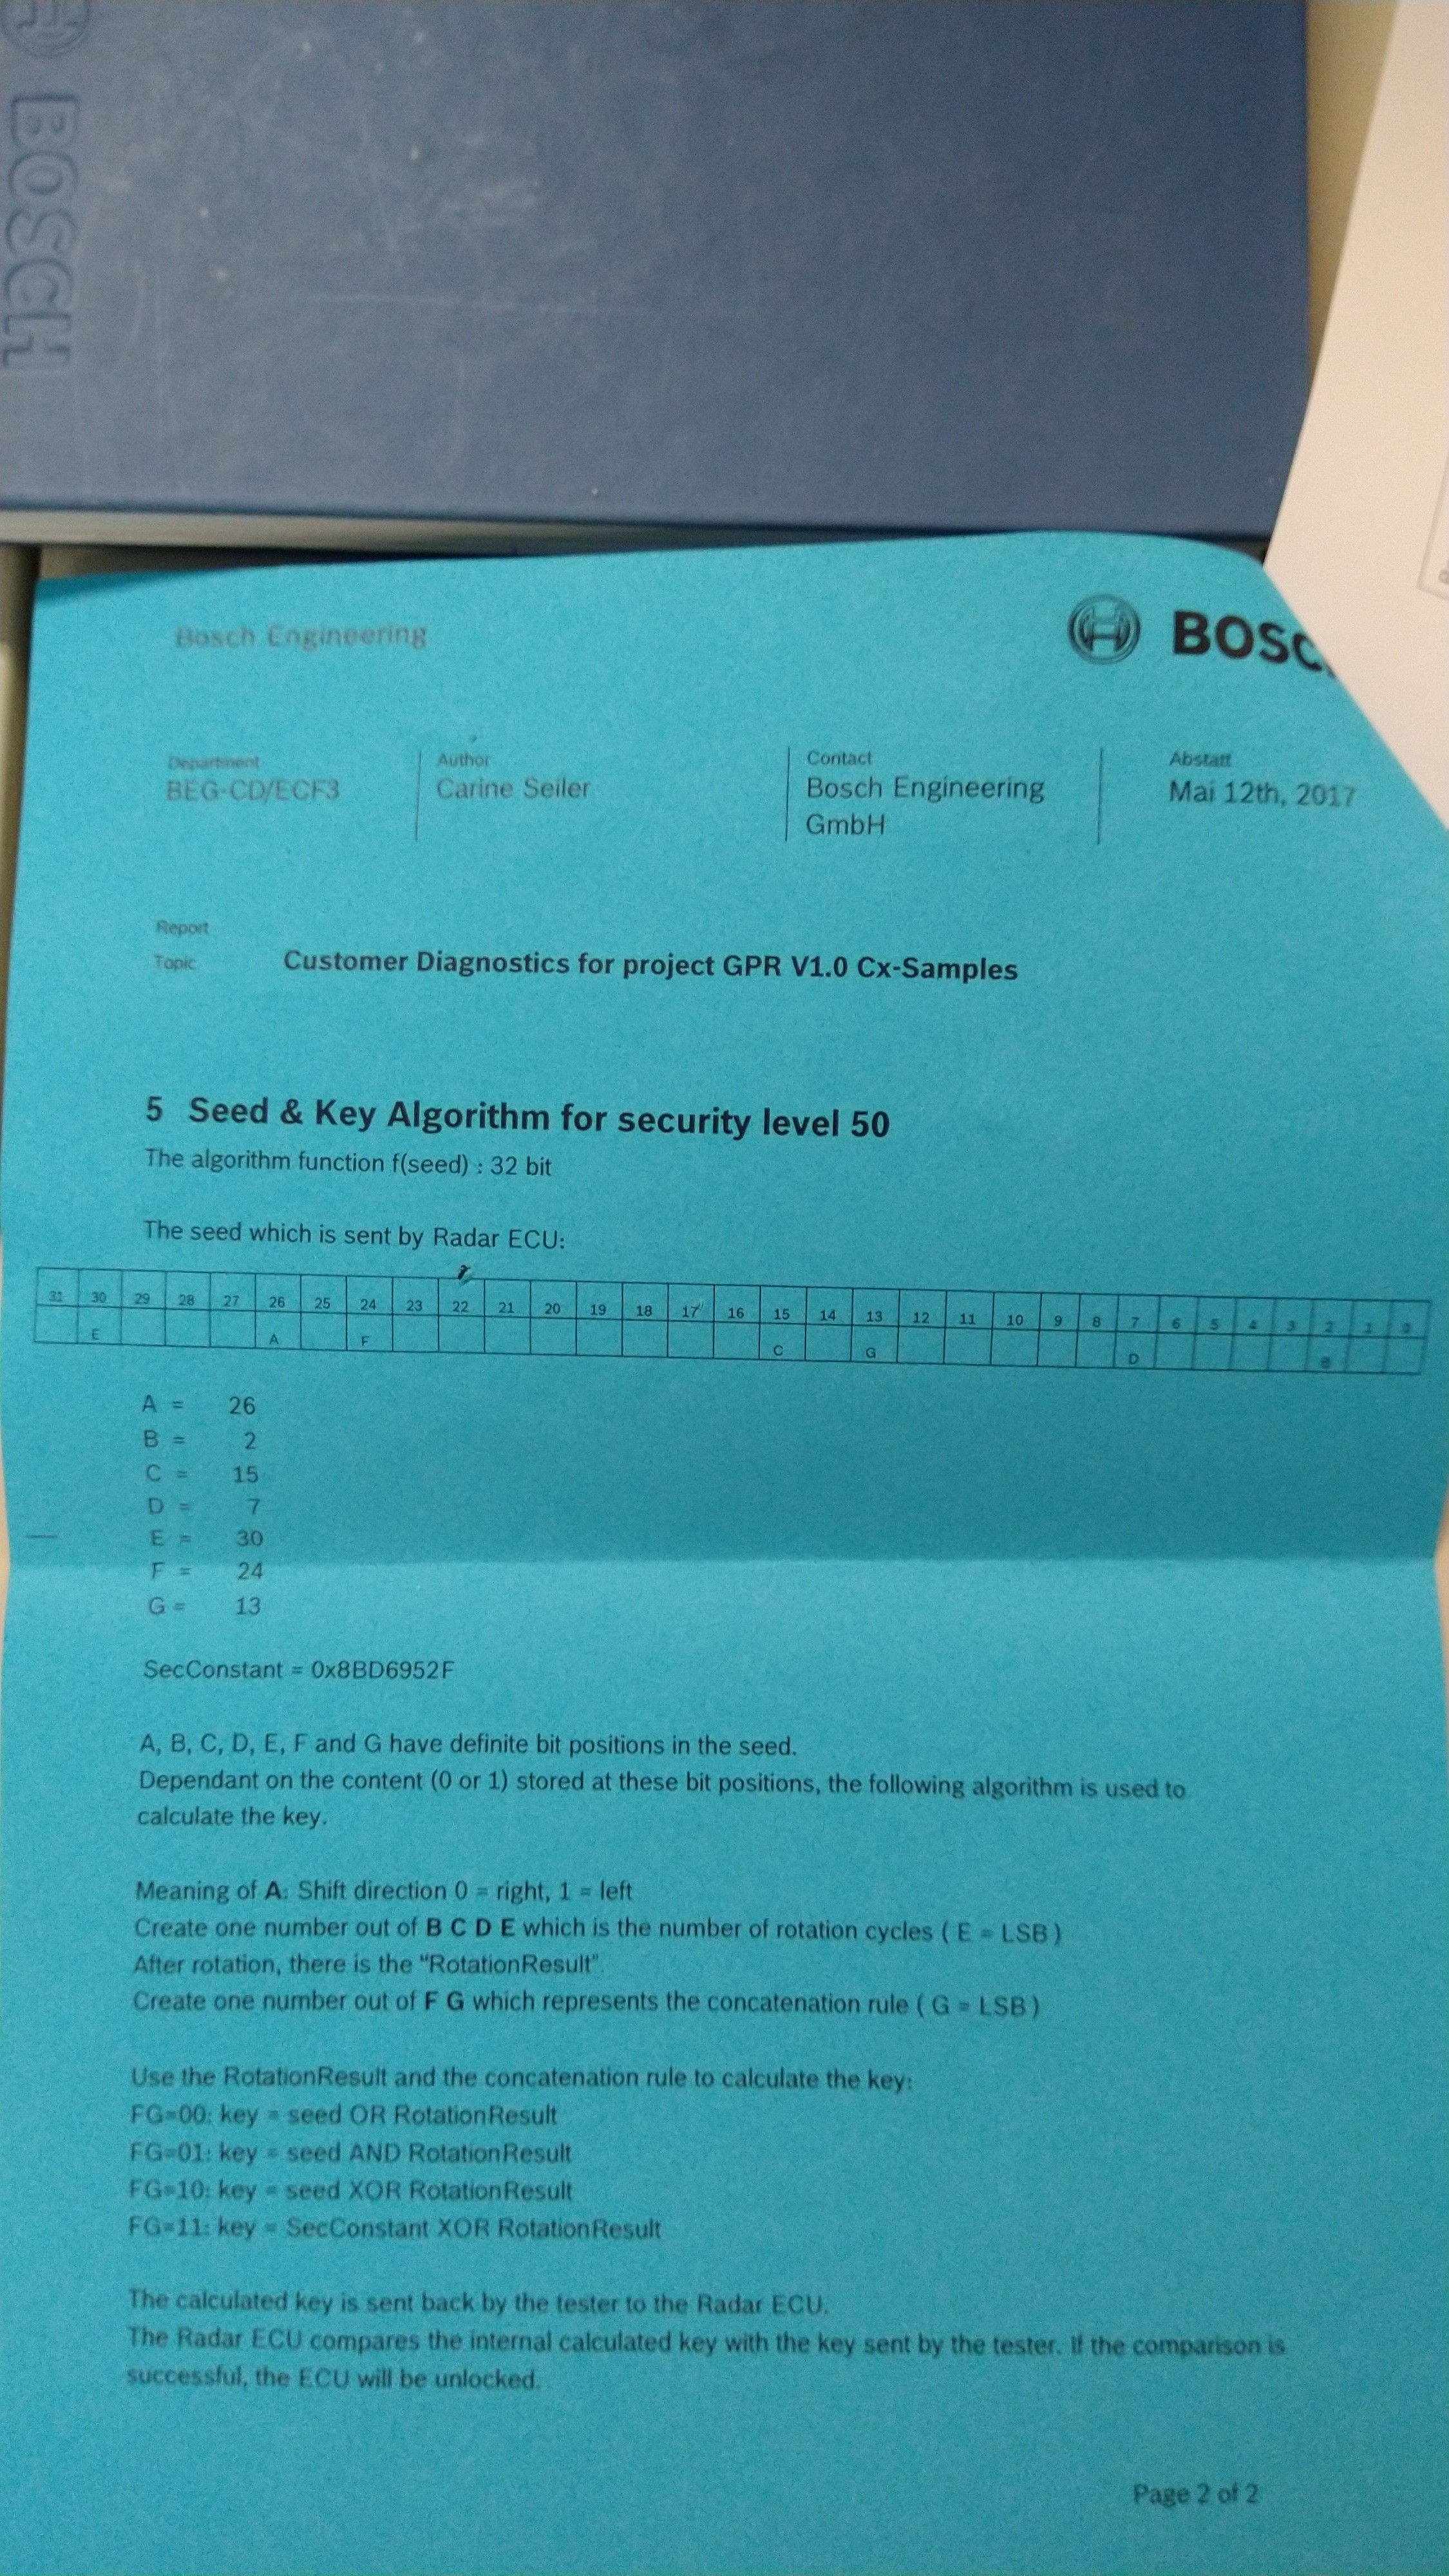 BOSCH
Bosch Engineering
BOSC
Department
BEG-CD/ECF3
Author
Carine Seiler
Contact
Bosch Engineering
GmbH
Abstatt
Mai 12th, 2017
Report
Topic
Customer Diagnostics for project GPR V1.0 Cx-Samples
5 Seed & Key Algorithm for security level 50
The algorithm function f(seed) : 32 bit
The seed which is sent by Radar ECU:
31 30 29 28 27 26 25 24 23 22 21 20 19 18 17 16 15 14 13 12 11 10 9 8 7 6 5 4 3 2 1 0
E A F C G D B
A = 26
B = 2
C = 15
D = 7
E = 30
F = 24
G = 13
SecConstant = 0x8BD6952F
A, B, C, D, E, F and G have definite bit positions in the seed.
Dependant on the content (0 or 1) stored at these bit positions, the following algorithm is used to
calculate the key.
Meaning of A: Shift direction 0 = right, 1 = left
Create one number out of B C D E which is the number of rotation cycles ( E = LSB )
After rotation, there is the “RotationResult”.
Create one number out of F G which represents the concatenation rule ( G = LSB )
Use the RotationResult and the concatenation rule to calculate the key:
FG=00: key = seed OR RotationResult
FG=01: key = seed AND RotationResult
FG=10: key = seed XOR RotationResult
FG=11: key = SecConstant XOR RotationResult
The calculated key is sent back by the tester to the Radar ECU.
The Radar ECU compares the internal calculated key with the key sent by the tester. If the comparison is
successful, the ECU will be unlocked.
Page 2 of 2